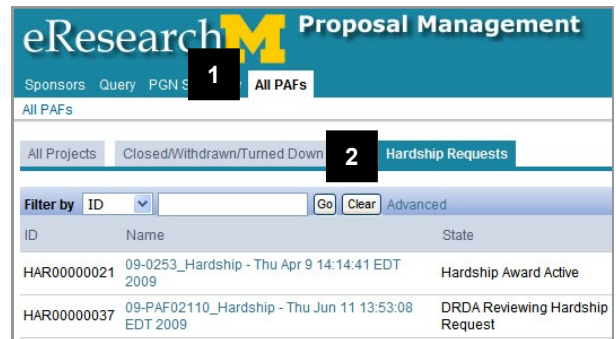 eResearch M Proposal Management
Sponsors Query PGN S 1 y All PAFs
All PAFs
All Projects Closed/Withdrawn/Turned Down 2 Hardship Requests
Filter by ID Go Clear Advanced
ID Name State
HAR00000021 09-0253_Hardship - Thu Apr 9 14:14:41 EDT Hardship Award Active
2009
HAR00000037 09-PAF02110_Hardship - Thu Jun 11 13:53:08 DRDA Reviewing Hardship
EDT 2009 Request